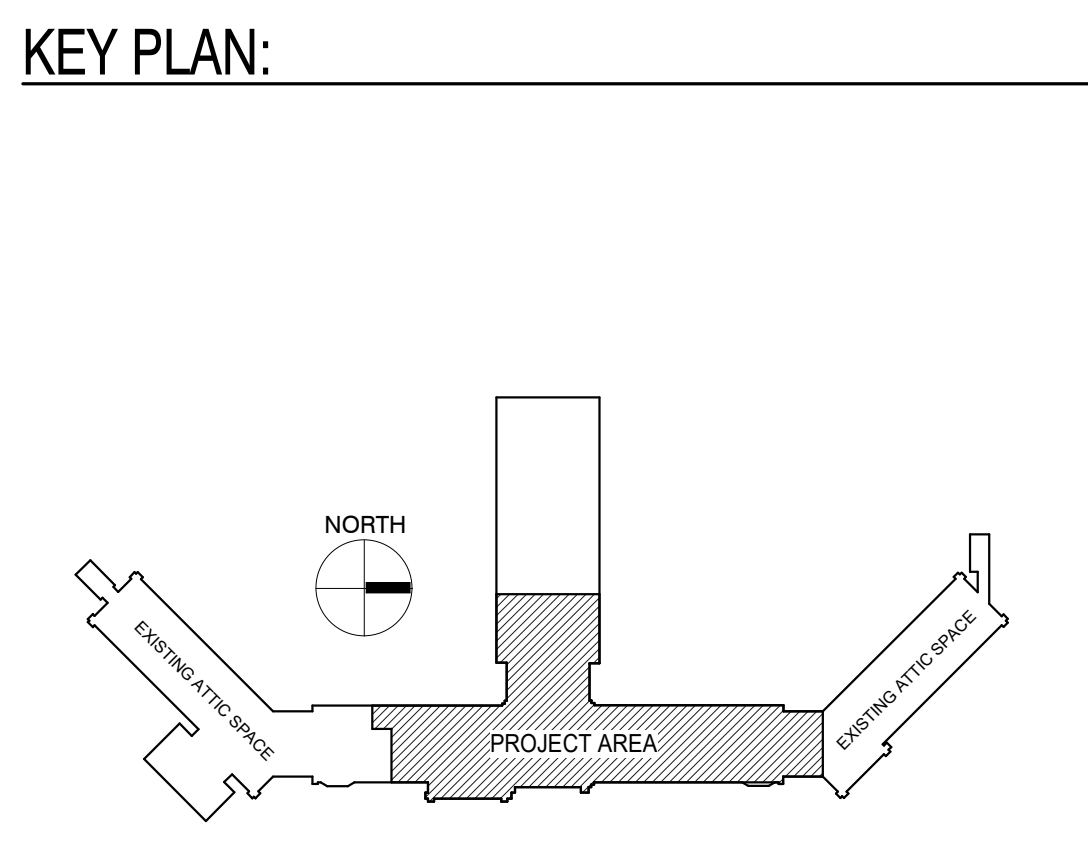 KEY PLAN:
NORTH
EXISTING ATTIC SPACE
PROJECT AREA
EXISTING ATTIC SPACE